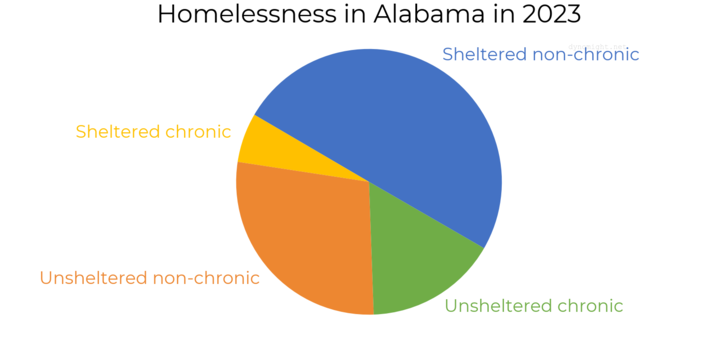 Homelessness in Alabama in 2023
Sheltered non-chronic
Sheltered chronic
Unsheltered non-chronic
Unsheltered chronic